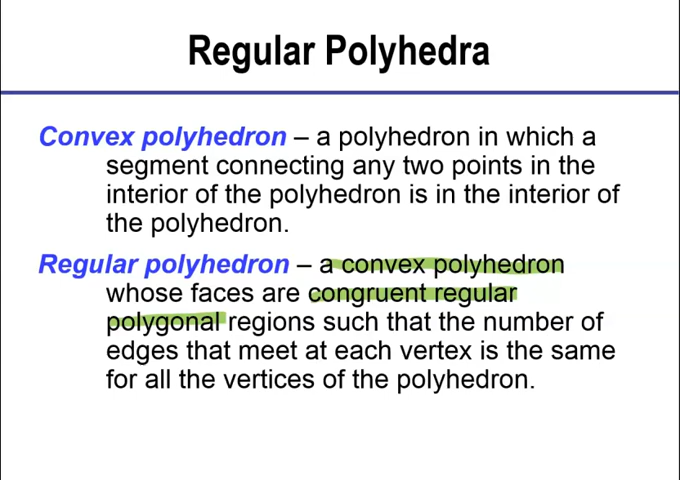 Regular Polyhedra
Convex polyhedron – a polyhedron in which a
segment connecting any two points in the
interior of the polyhedron is in the interior of
the polyhedron.
Regular polyhedron – a convex polyhedron
whose faces are congruent regular
polygonal regions such that the number of
edges that meet at each vertex is the same
for all the vertices of the polyhedron.